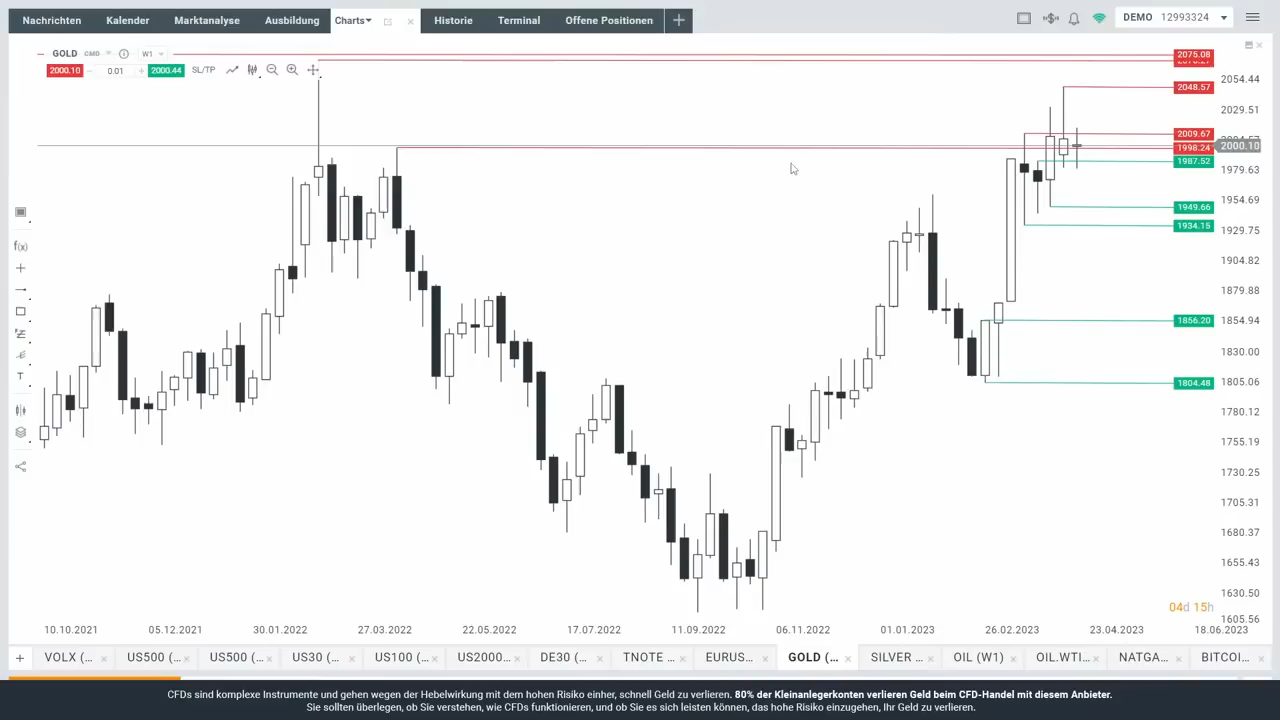 Nachrichten Kalender Marktanalyse Ausbildung Charts Historie Terminal Offene Positionen DEMO 12993324
GOLD CMD W1
2000.10 0.01 2000.44 SL/TP
2075.08
2054.44
2048.57
2029.51
2009.67
2000.10
1998.24
1987.52
1979.63
1954.69
1949.66
1934.15
1929.75
1904.82
1879.88
1856.20
1854.94
1830.00
1804.48
1805.06
1780.12
1755.19
1730.25
1705.31
1680.37
1655.43
1630.50
1605.56
f(x)
T
04d 15h
10.10.2021 05.12.2021 30.01.2022 27.03.2022 22.05.2022 17.07.2022 11.09.2022 06.11.2022 01.01.2023 26.02.2023 23.04.2023 18.06.2023
VOLX (... US500 (... US500 (... US30 (... US100 (... US2000... DE30 (... TNOTE ... EURUS... GOLD (... SILVER ... OIL (W1) OIL.WTI... NATGA... BITCOI...
CFDs sind komplexe Instrumente und gehen wegen der Hebelwirkung mit dem hohen Risiko einher, schnell Geld zu verlieren. 80% der Kleinanlegerkonten verlieren Geld beim CFD-Handel mit diesem Anbieter.
Sie sollten überlegen, ob Sie verstehen, wie CFDs funktionieren, und ob Sie es sich leisten können, das hohe Risiko einzugehen, Ihr Geld zu verlieren.